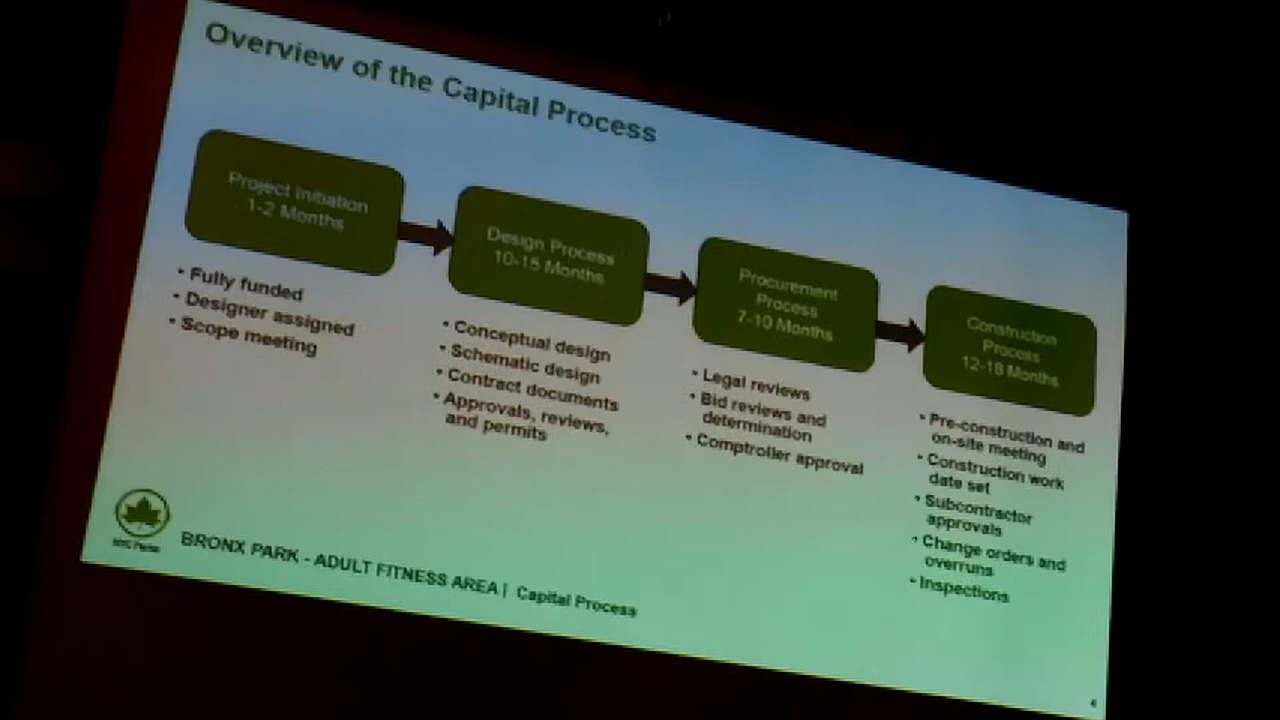 Overview of the Capital Process
Project Initiation
1-2 Months
• Fully funded
• Designer assigned
• Scope meeting
Design Process
10-15 Months
• Conceptual design
• Schematic design
• Contract documents
• Approvals, reviews,
and permits
Procurement
Process
7-10 Months
• Legal reviews
• Bid reviews and
determination
• Comptroller approval
Construction
Process
12-18 Months
• Pre-construction and
on-site meeting
• Construction work
date set
• Subcontractor
approvals
• Change orders and
overruns
• Inspections
NYC Parks
BRONX PARK - ADULT FITNESS AREA | Capital Process
4